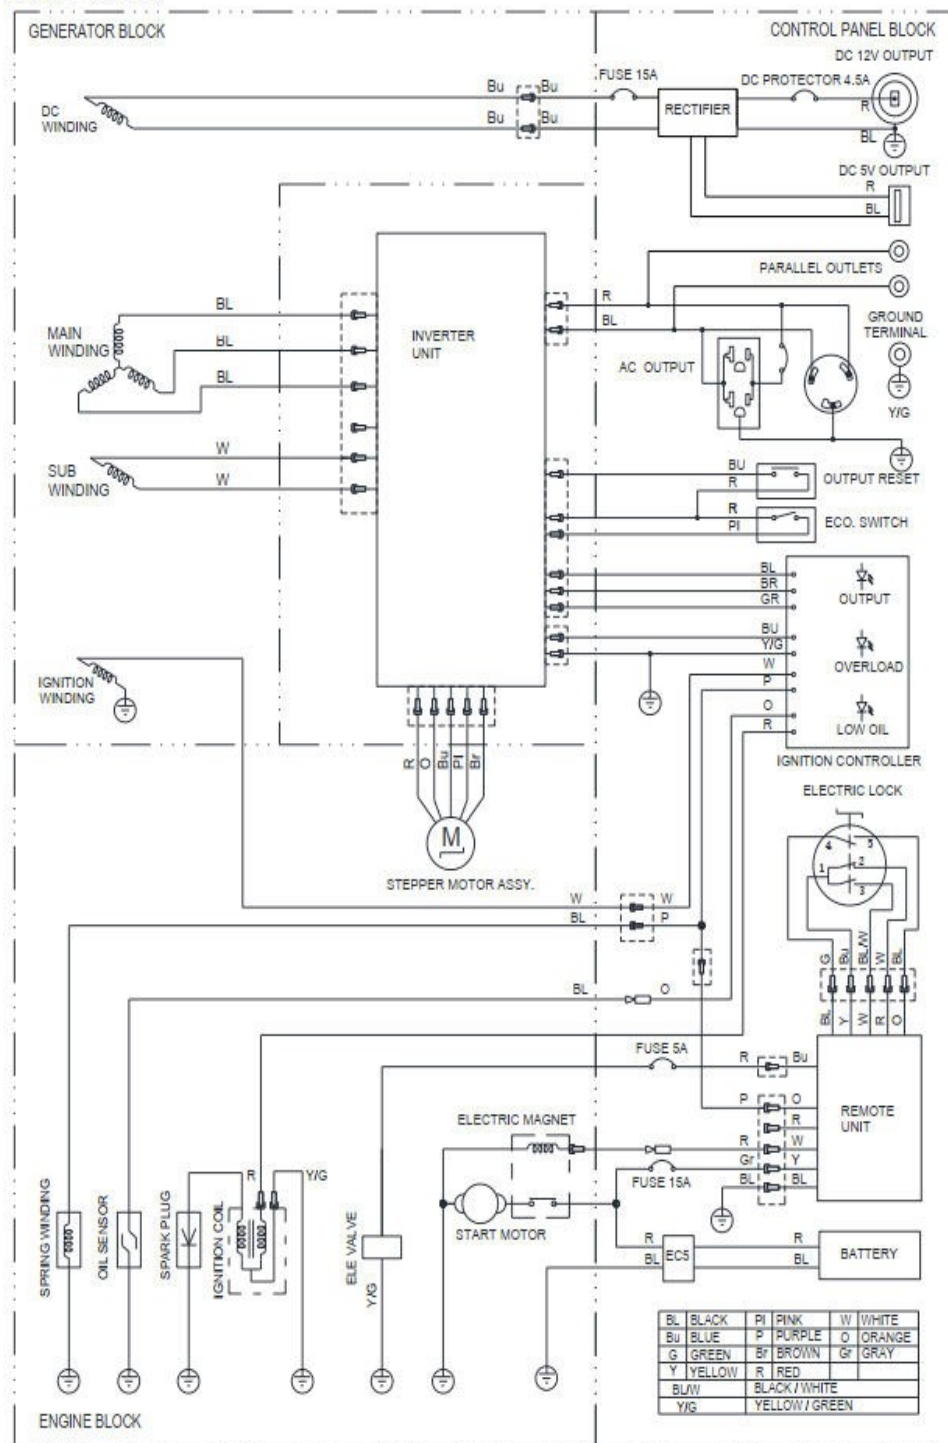 GENERATOR BLOCK
CONTROL PANEL BLOCK
DC 12V OUTPUT
FUSE 15A
DC PROTECTOR 4.5A
Bu
Bu
R
DC
WINDING
RECTIFIER
Bu
Bu
BL
DC 5V OUTPUT
R
BL
PARALLEL OUTLETS
R
BL
BL
MAIN
WINDING
BL
BL
INVERTER
UNIT
GROUND
TERMINAL
AC OUTPUT
Y/G
W
W
SUB
WINDING
BU
R
OUTPUT RESET
R
PI
ECO. SWITCH
BL
BR
GR
OUTPUT
BU
Y/G
W
P
OVERLOAD
O
R
LOW OIL
IGNITION
WINDING
IGNITION CONTROLLER
R
O
Bu
PI
Br
M
STEPPER MOTOR ASSY.
ELECTRIC LOCK
4
5
1
2
3
W
W
BL
P
G
Bu
BL/W
W
BL
BL
O
BL
Y
W
R
O
FUSE 5A
R
Bu
REMOTE
UNIT
P
O
R
ELECTRIC MAGNET
R
W
Gr
Y
BL
BL
FUSE 15A
START MOTOR
R
Y/G
SPRING WINDING
OIL SENSOR
SPARK PLUG
IGNITION COIL
ELE VALVE
Y/G
R
BL
EC5
R
BL
BATTERY
BL BLACK PI PINK W WHITE
Bu BLUE P PURPLE O ORANGE
G GREEN Br BROWN Gr GRAY
Y YELLOW R RED
BL/W BLACK / WHITE
Y/G YELLOW / GREEN
ENGINE BLOCK